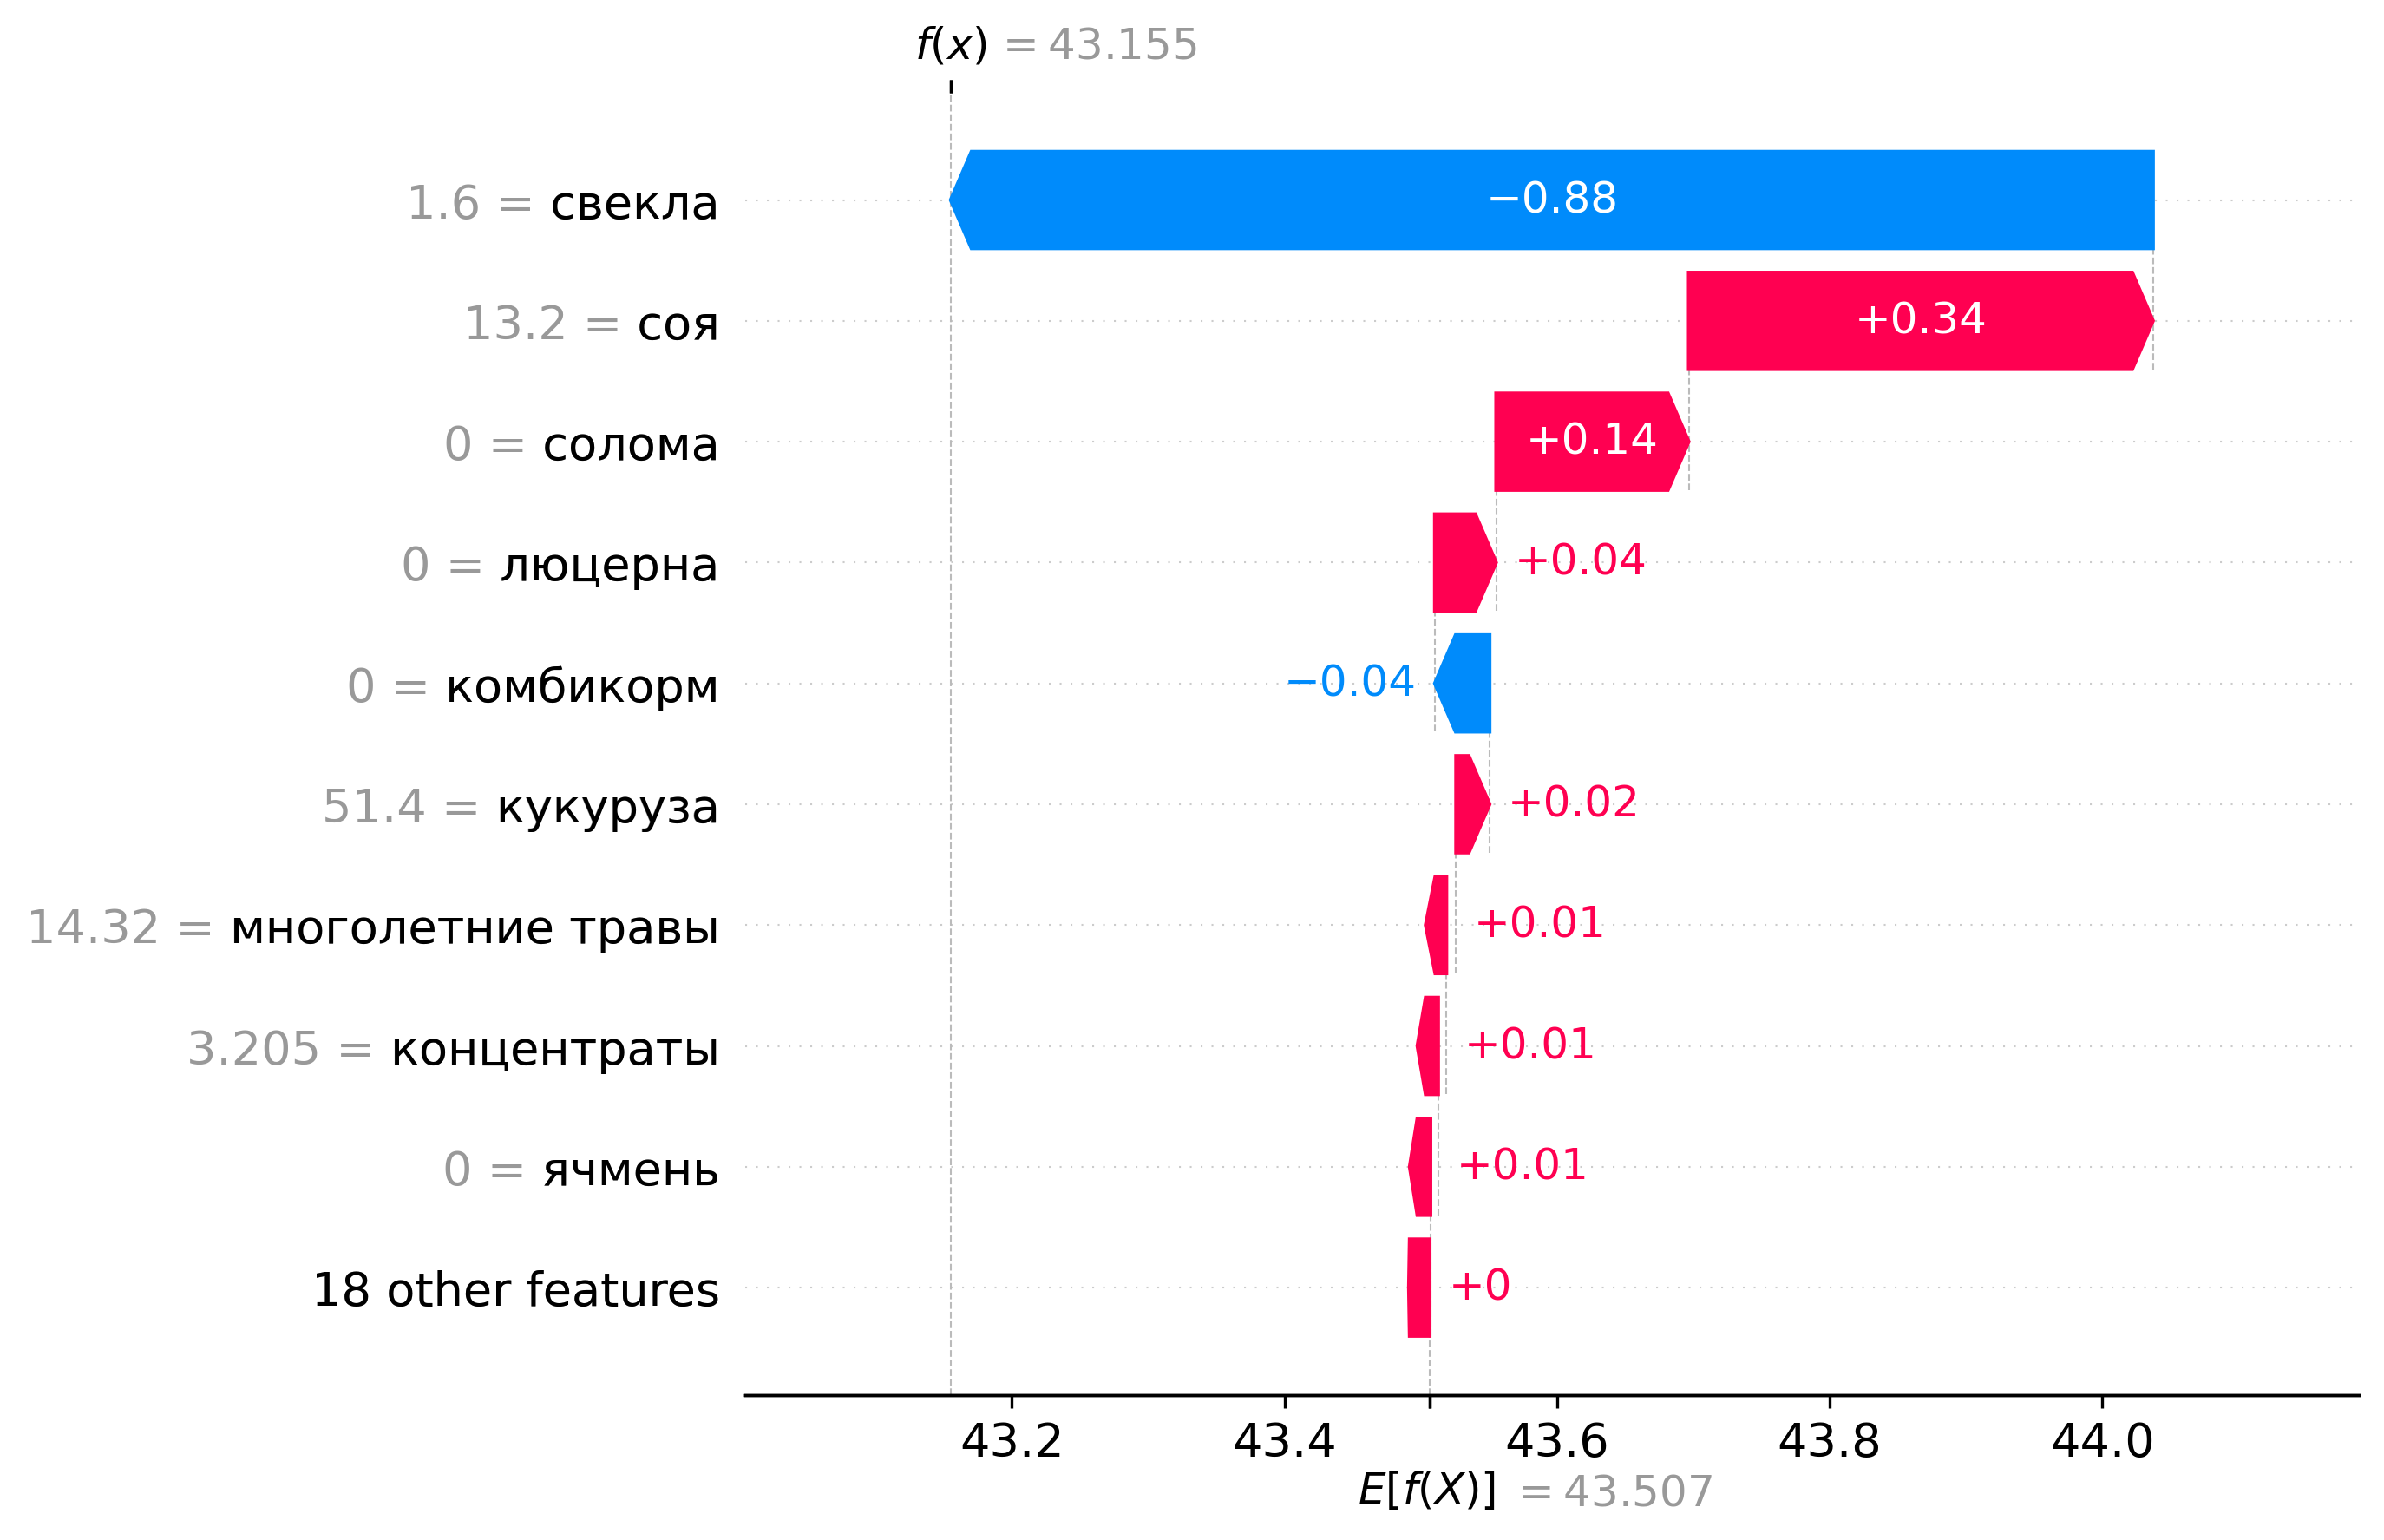 f(x) = 43.155
1.6 = свекла
−0.88
13.2 = соя
+0.34
0 = солома
+0.14
0 = люцерна
+0.04
0 = комбикорм
−0.04
51.4 = кукуруза
+0.02
14.32 = многолетние травы
+0.01
3.205 = концентраты
+0.01
0 = ячмень
+0.01
18 other features
+0
43.2 43.4 43.6 43.8 44.0
E[f(X)] = 43.507